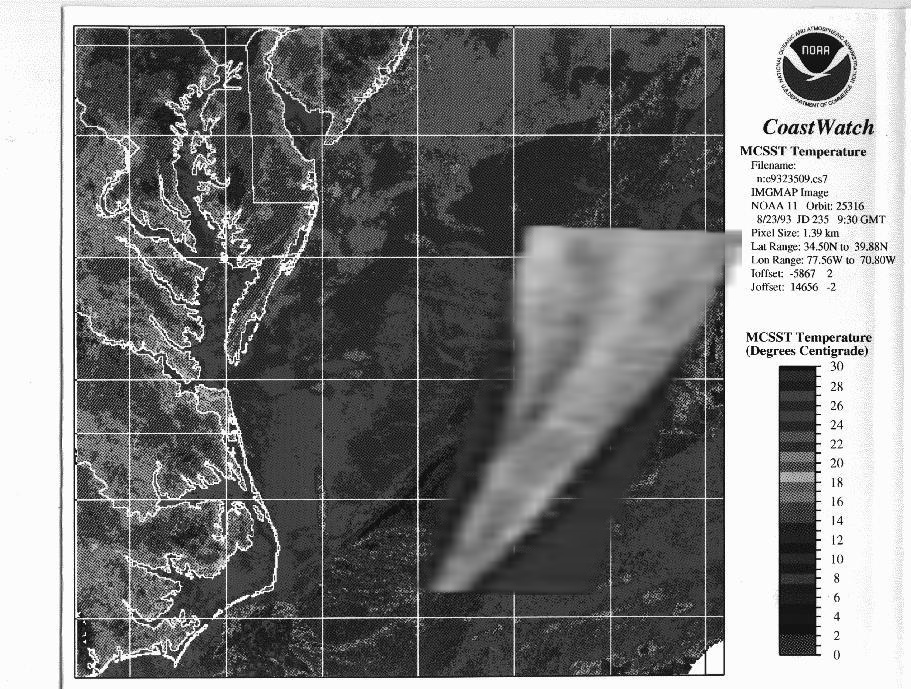 NATIONAL OCEANIC AND ATMOSPHERIC ADMINISTRATION
U.S. DEPARTMENT OF COMMERCE
NOAA
CoastWatch
MCSST Temperature
Filename:
n:c9323509.cs7
IMGMAP Image
NOAA 11 Orbit: 25316
8/23/93 JD 235 9:30 GMT
Pixel Size: 1.39 km
Lat Range: 34.50N to 39.88N
Lon Range: 77.56W to 70.80W
Ioffset: -5867 2
Joffset: 14656 -2
MCSST Temperature
(Degrees Centigrade)
30
28
26
24
22
20
18
16
14
12
10
8
6
4
2
0